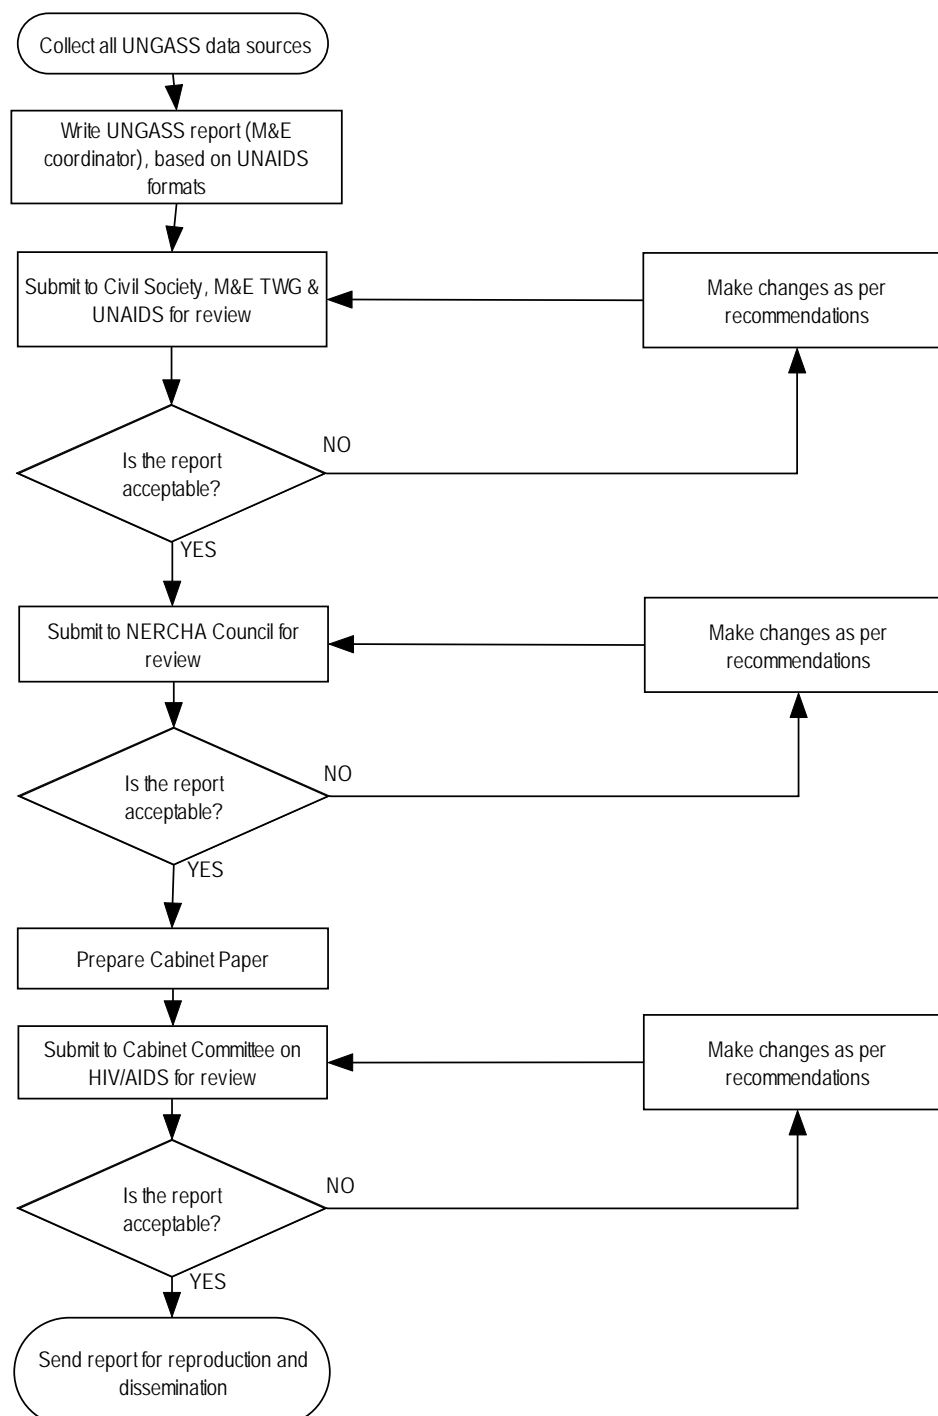 Collect all UNGASS data sources
Write UNGASS report (M&E
coordinator), based on UNAIDS
formats
Submit to Civil Society, M&E TWG &
UNAIDS for review
Make changes as per
recommendations
Is the report
acceptable?
NO
YES
Submit to NERCHA Council for
review
Make changes as per
recommendations
Is the report
acceptable?
NO
YES
Prepare Cabinet Paper
Submit to Cabinet Committee on
HIV/AIDS for review
Make changes as per
recommendations
Is the report
acceptable?
NO
YES
Send report for reproduction and
dissemination